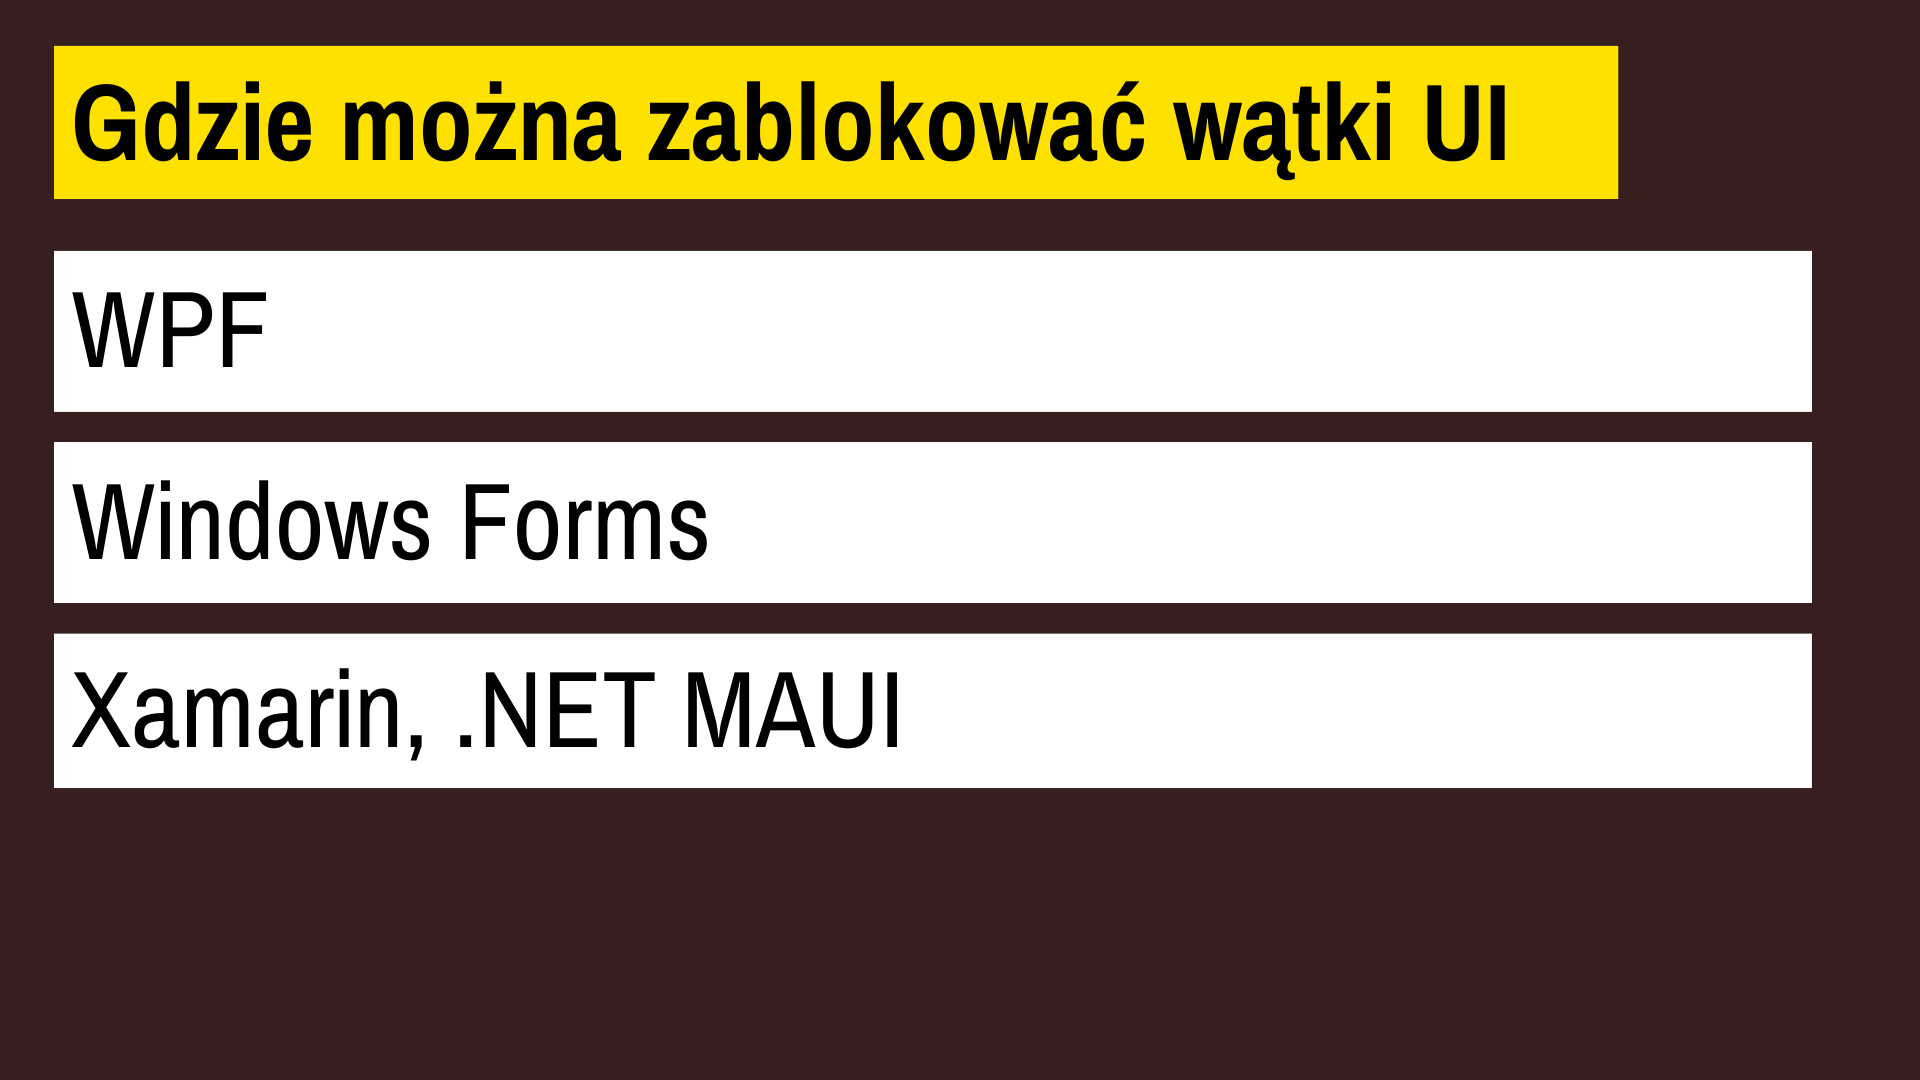 Gdzie można zablokować wątki UI
WPF
Windows Forms
Xamarin, .NET MAUI